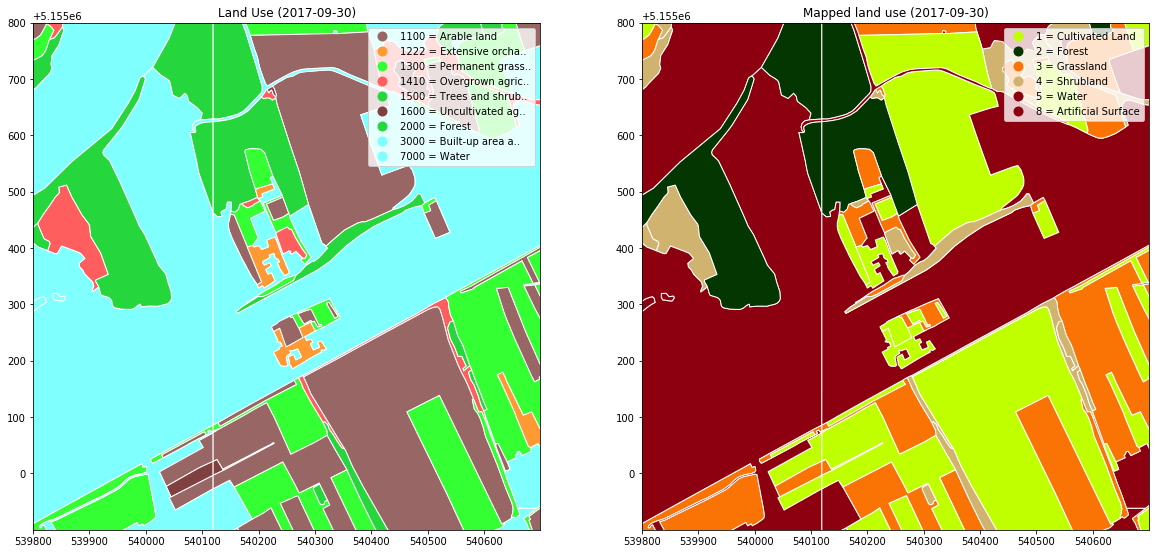 Land Use (2017-09-30)
+5.155e6
800
700
600
500
400
300
200
100
0
539800
539900
540000
540100
540200
540300
540400
540500
540600
1100 = Arable land
1222 = Extensive orcha..
1300 = Permanent grass..
1410 = Overgrown agric..
1500 = Trees and shrub..
1600 = Uncultivated ag..
2000 = Forest
3000 = Built-up area a..
7000 = Water
Mapped land use (2017-09-30)
+5.155e6
800
700
600
500
400
300
200
100
0
539800
539900
540000
540100
540200
540300
540400
540500
540600
1 = Cultivated Land
2 = Forest
3 = Grassland
4 = Shrubland
5 = Water
8 = Artificial Surface